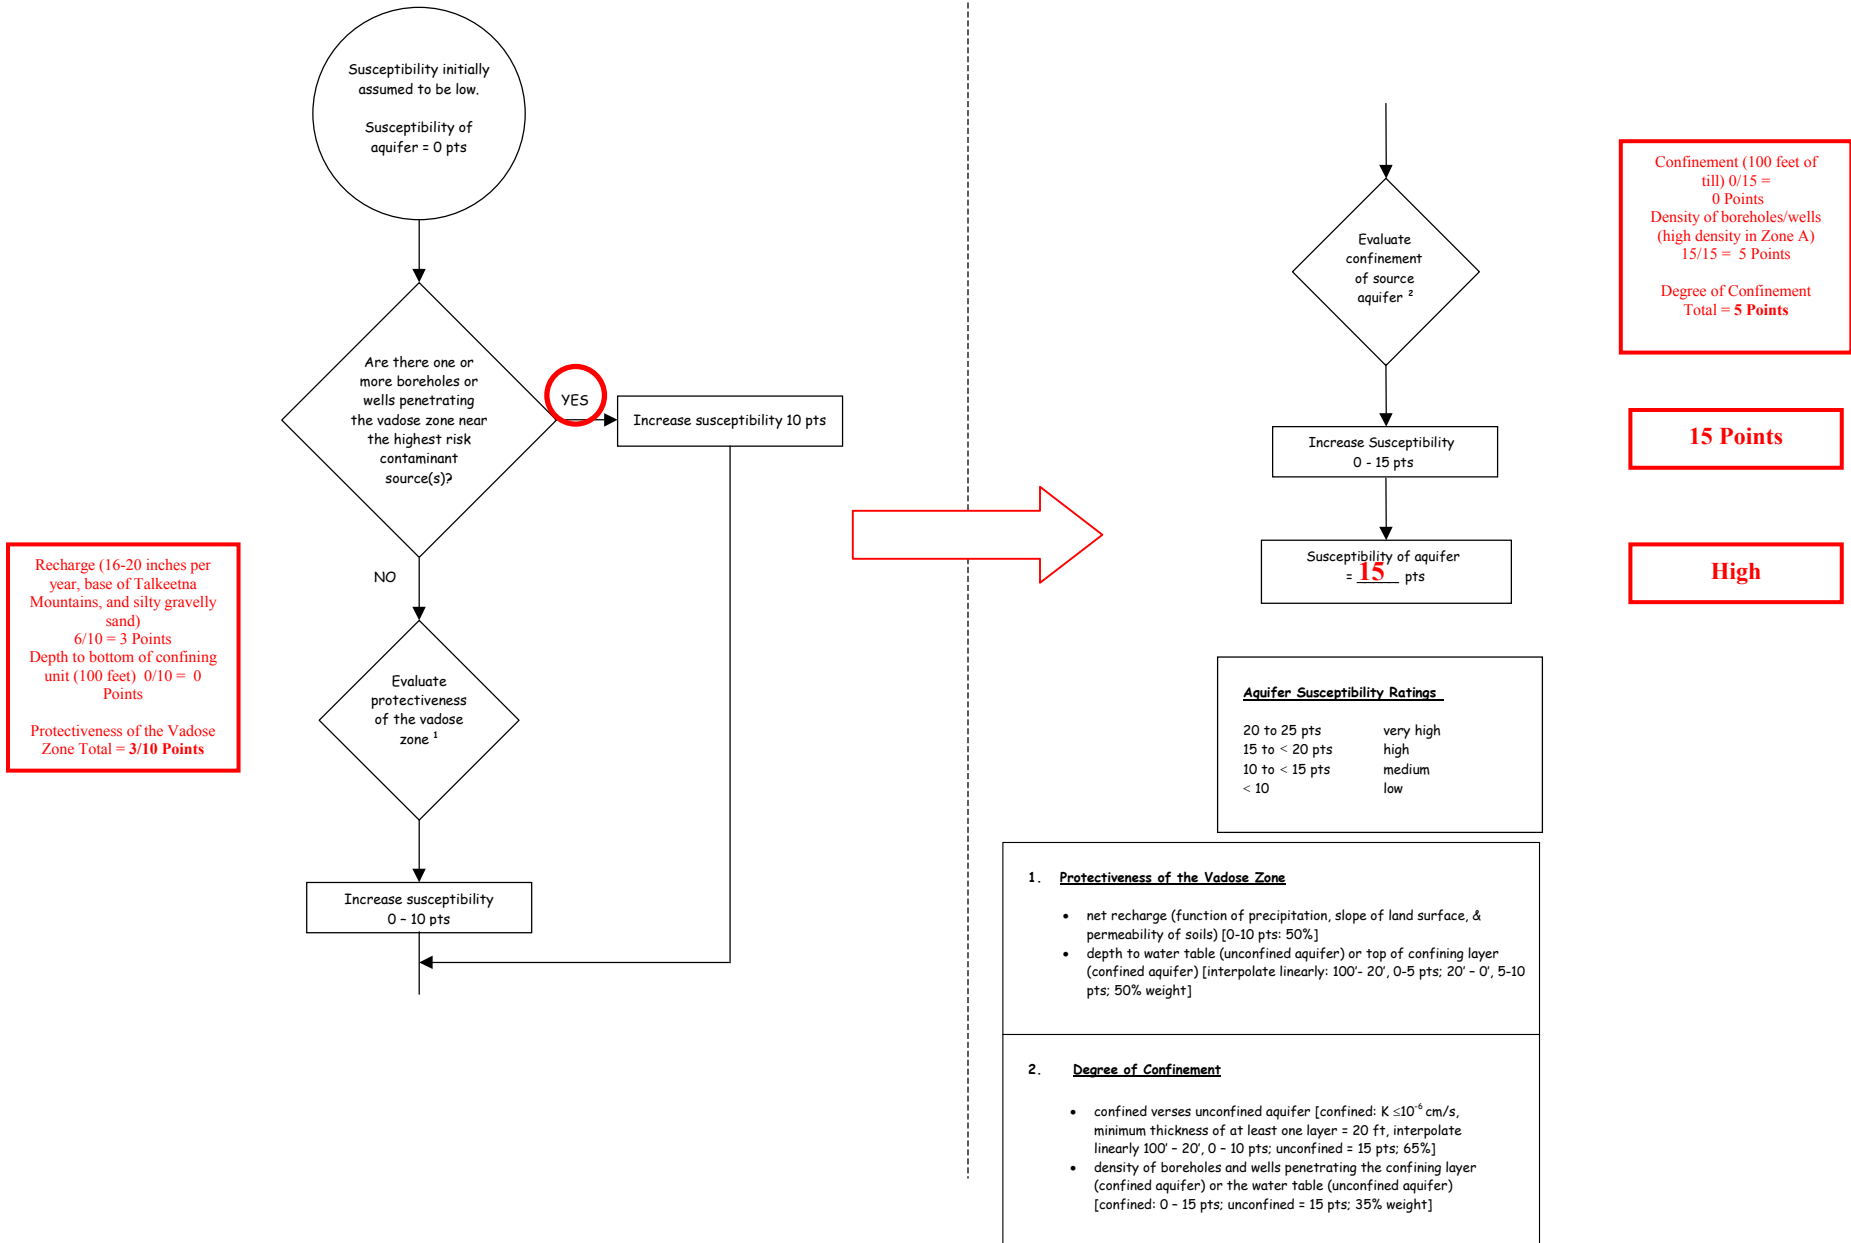 Susceptibility initially
assumed to be low.
Susceptibility of
aquifer = 0 pts
Are there one or
more boreholes or
wells penetrating
the vadose zone near
the highest risk
contaminant
source(s)?
YES
Increase susceptibility 10 pts
NO
Recharge (16-20 inches per
year, base of Talkeetna
Mountains, and silty gravelly
sand)
6/10 = 3 Points
Depth to bottom of confining
unit (100 feet) 0/10 = 0
Points
Protectiveness of the Vadose
Zone Total = 3/10 Points
Evaluate
protectiveness
of the vadose
zone ¹
Increase susceptibility
0 – 10 pts
Evaluate
confinement
of source
aquifer ²
Confinement (100 feet of
till) 0/15 =
0 Points
Density of boreholes/wells
(high density in Zone A)
15/15 = 5 Points
Degree of Confinement
Total = 5 Points
Increase Susceptibility
0 - 15 pts
15 Points
Susceptibility of aquifer
= 15 pts
High
Aquifer Susceptibility Ratings
20 to 25 pts very high
15 to < 20 pts high
10 to < 15 pts medium
< 10 low
1. Protectiveness of the Vadose Zone
• net recharge (function of precipitation, slope of land surface, &
permeability of soils) [0-10 pts: 50%]
• depth to water table (unconfined aquifer) or top of confining layer
(confined aquifer) [interpolate linearly: 100'- 20', 0-5 pts; 20' – 0', 5-10
pts; 50% weight]
2. Degree of Confinement
• confined verses unconfined aquifer [confined: K ≤10⁻⁶ cm/s,
minimum thickness of at least one layer = 20 ft, interpolate
linearly 100' – 20', 0 – 10 pts; unconfined = 15 pts; 65%]
• density of boreholes and wells penetrating the confining layer
(confined aquifer) or the water table (unconfined aquifer)
[confined: 0 – 15 pts; unconfined = 15 pts; 35% weight]